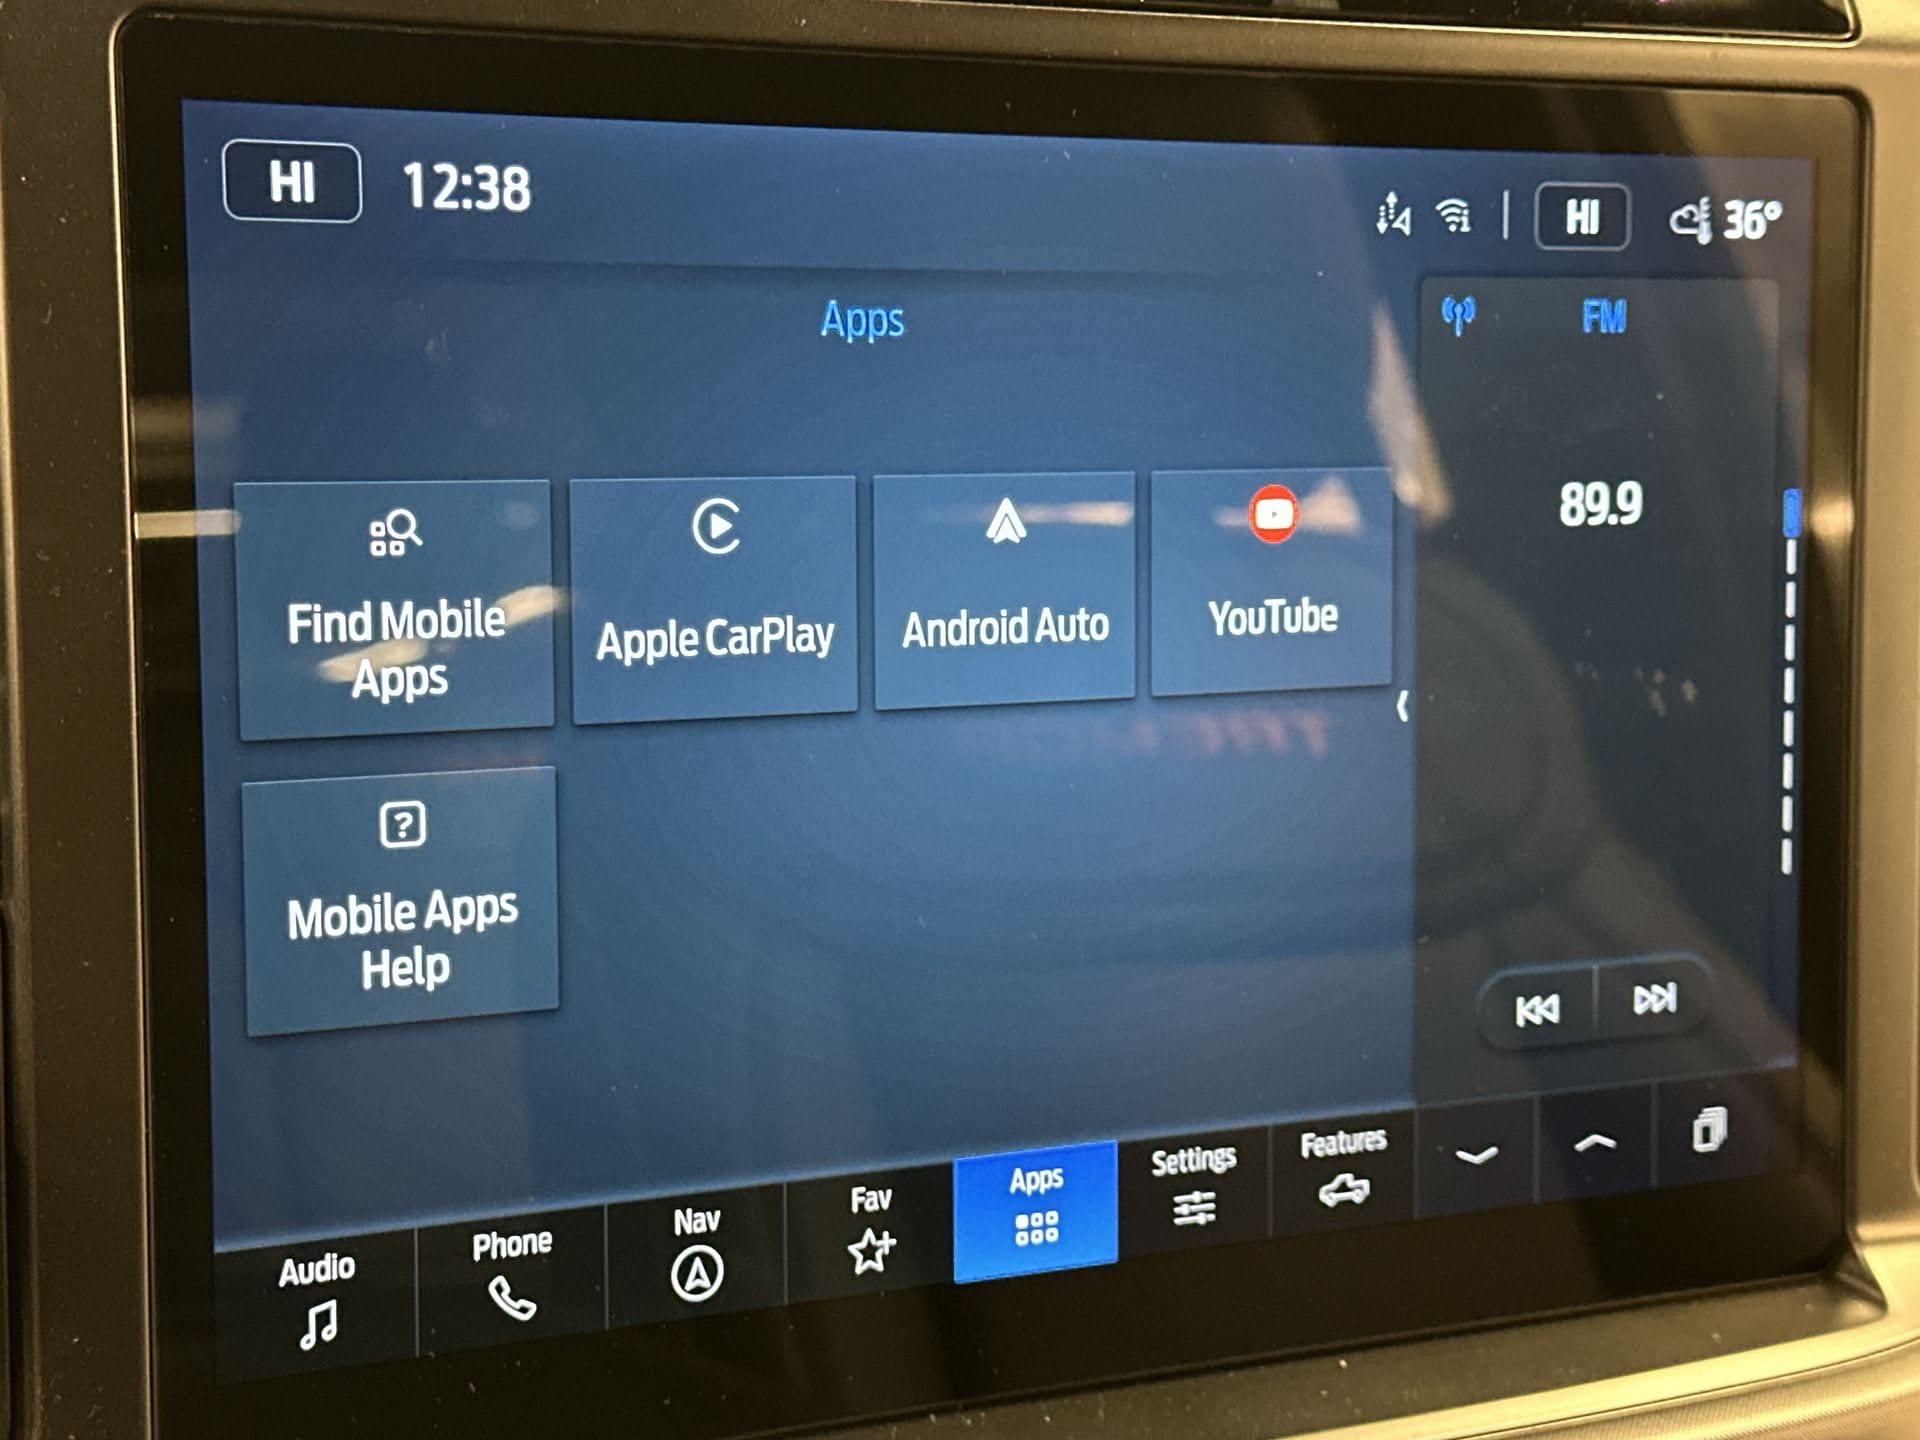 HI 12:38
HI 36°
Apps
FM
89.9
Find Mobile
Apps
Apple CarPlay
Android Auto
YouTube
Mobile Apps
Help
Audio
Phone
Nav
Fav
Apps
Settings
Features